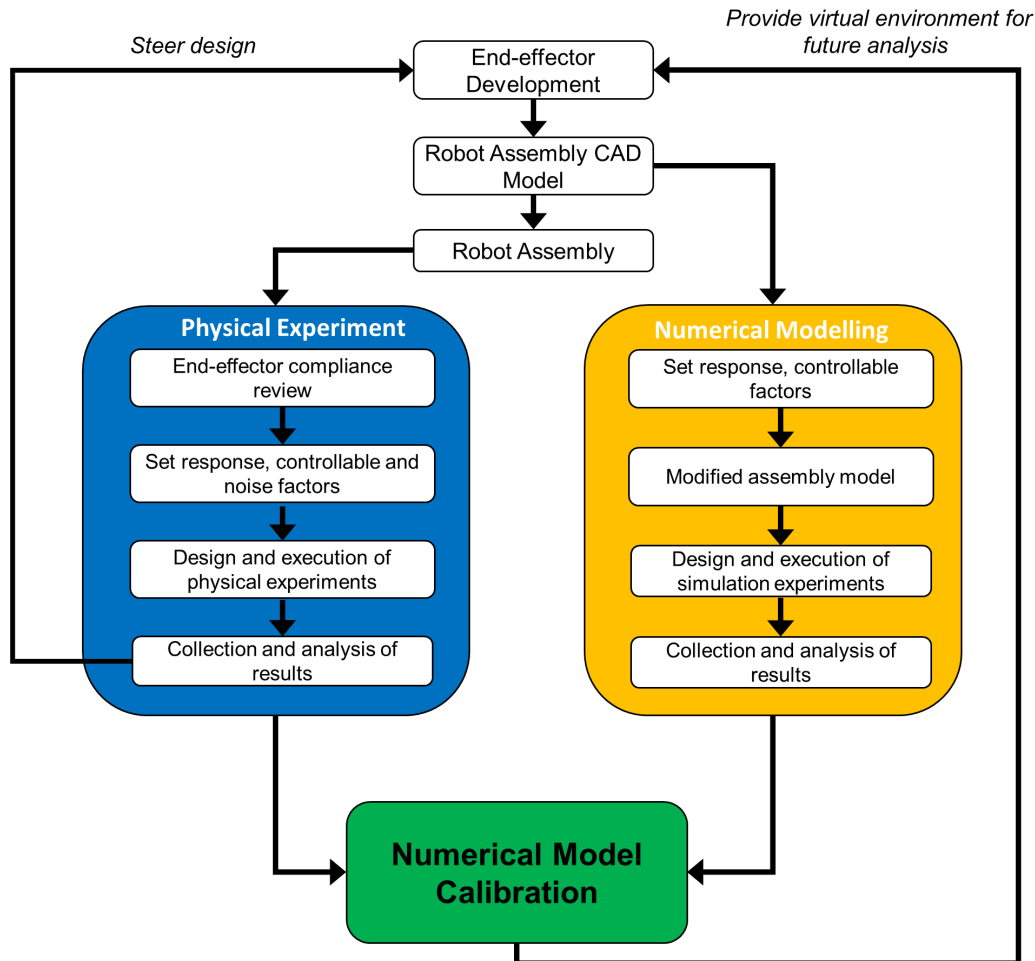 Steer design
Provide virtual environment for
future analysis
End-effector
Development
Robot Assembly CAD
Model
Robot Assembly
Physical Experiment
End-effector compliance
review
Set response, controllable and
noise factors
Design and execution of
physical experiments
Collection and analysis of
results
Numerical Modelling
Set response, controllable
factors
Modified assembly model
Design and execution of
simulation experiments
Collection and analysis of
results
Numerical Model
Calibration